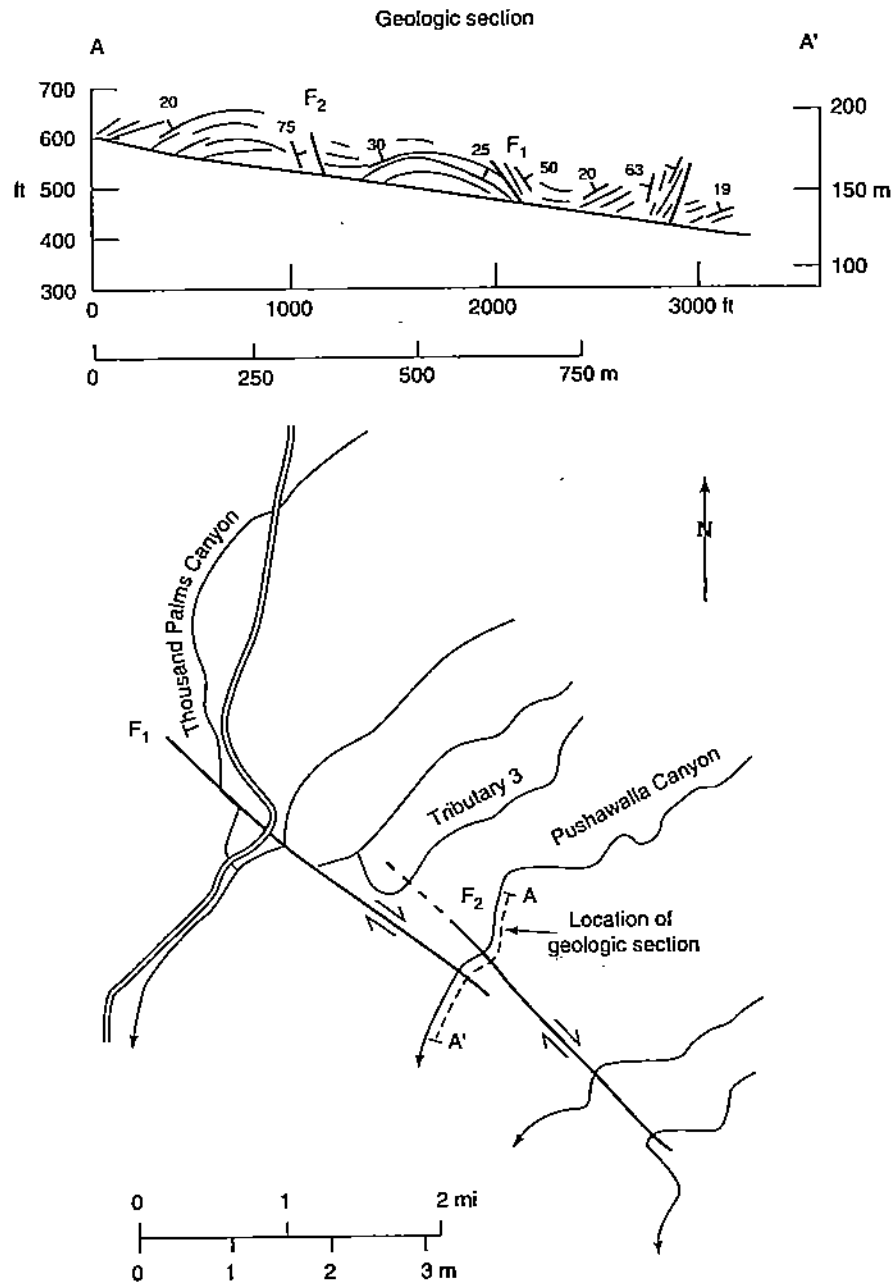 Geologic section
A
A'
700
600
ft 500
400
300
200
150 m
100
20
75
F2
30
25
F1
50
20
63
19
0 1000 2000 3000 ft
0 250 500 750 m
Thousand Palms Canyon
N
F1
Tributary 3
Pushawalla Canyon
F2
A
Location of
geologic section
A'
0 1 2 mi
0 1 2 3 m